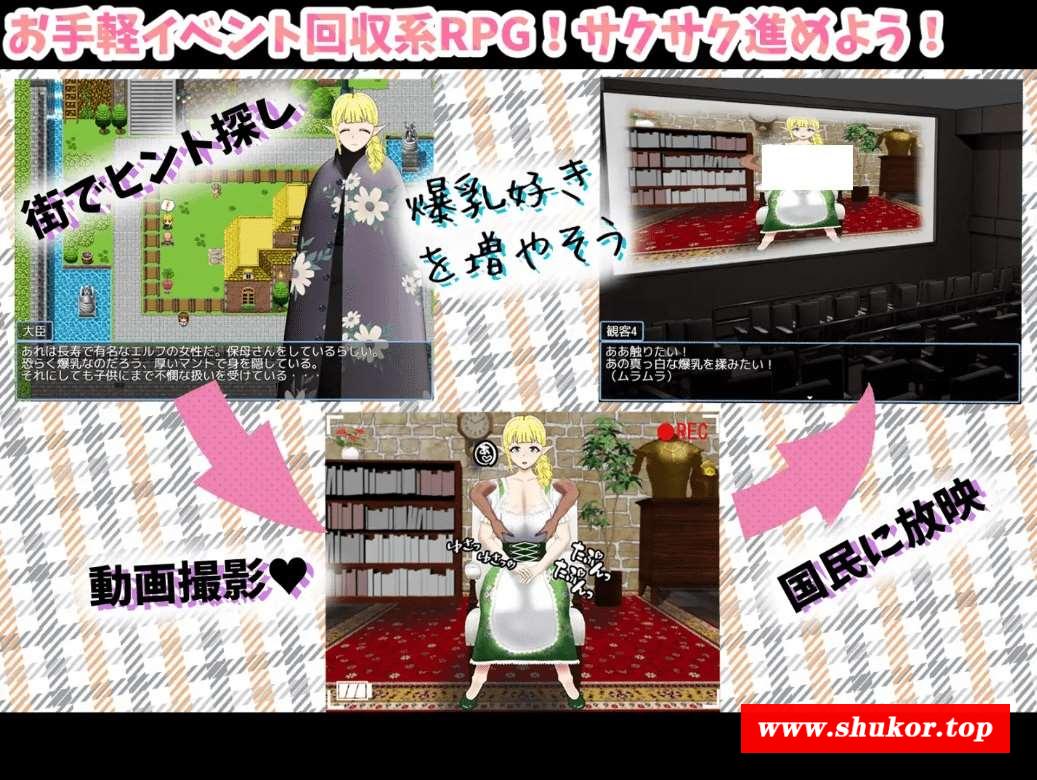 お手軽イベント回収系RPG！サクサク進めよう！
街でヒント探し
爆乳好き
を増やそう
大臣
あれは長寿で有名なエルフの女性だ。保母さんをしているらしい。
恐らく爆乳なのだろう、厚いマントで身を隠している。
それにしても子供にまで不憫な扱いを受けている・
観客4
ああ触りたい！
あの真っ白な爆乳を揉みたい！
（ムラムラ）
REC
あ♡
ゆさっ
ゆさっ
たぷんっ
たぷんっ
動画撮影♥
国民に放映
www.shukor.top